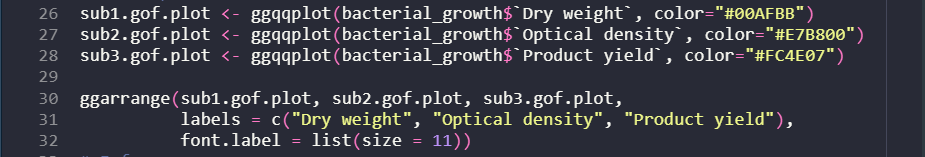 26 sub1.gof.plot <- ggqqplot(bacterial_growth$`Dry weight`, color="#00AFBB")
27 sub2.gof.plot <- ggqqplot(bacterial_growth$`Optical density`, color="#E7B800")
28 sub3.gof.plot <- ggqqplot(bacterial_growth$`Product yield`, color="#FC4E07")
29
30 ggarrange(sub1.gof.plot, sub2.gof.plot, sub3.gof.plot,
31           labels = c("Dry weight", "Optical density", "Product yield"),
32           font.label = list(size = 11))